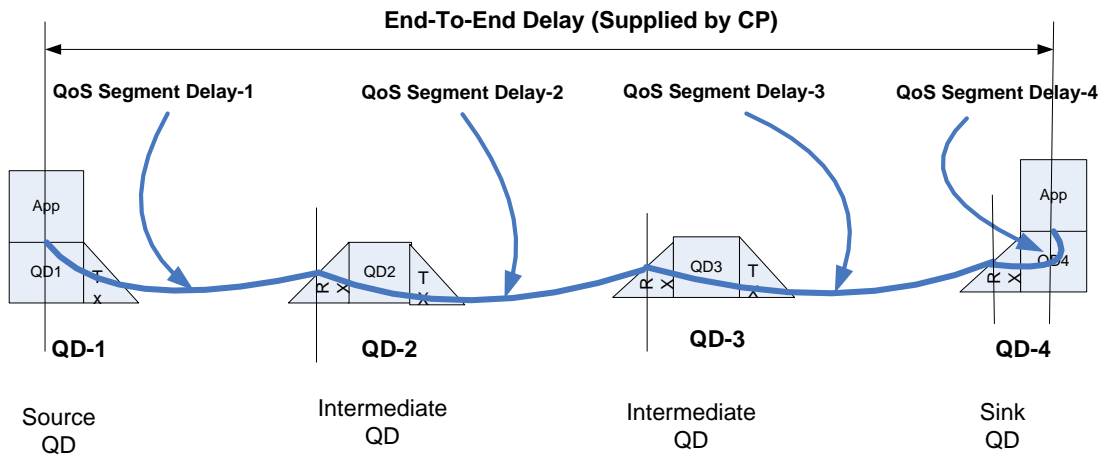 End-To-End Delay (Supplied by CP)
QoS Segment Delay-1
QoS Segment Delay-2
QoS Segment Delay-3
QoS Segment Delay-4
App
App
QD1
T
X
R
X
QD2
T
X
R
X
QD3
T
X
R
X
QD4
QD-1
QD-2
QD-3
QD-4
Source
QD
Intermediate
QD
Intermediate
QD
Sink
QD